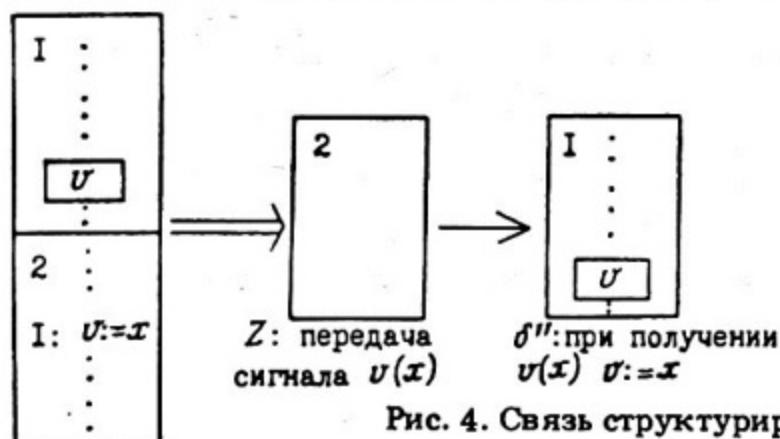 I
υ
2
I: υ:=x
2
Z: передача
сигнала υ(x)
I
υ
δ": при получении
υ(x) υ:=x
Рис. 4. Связь структурир